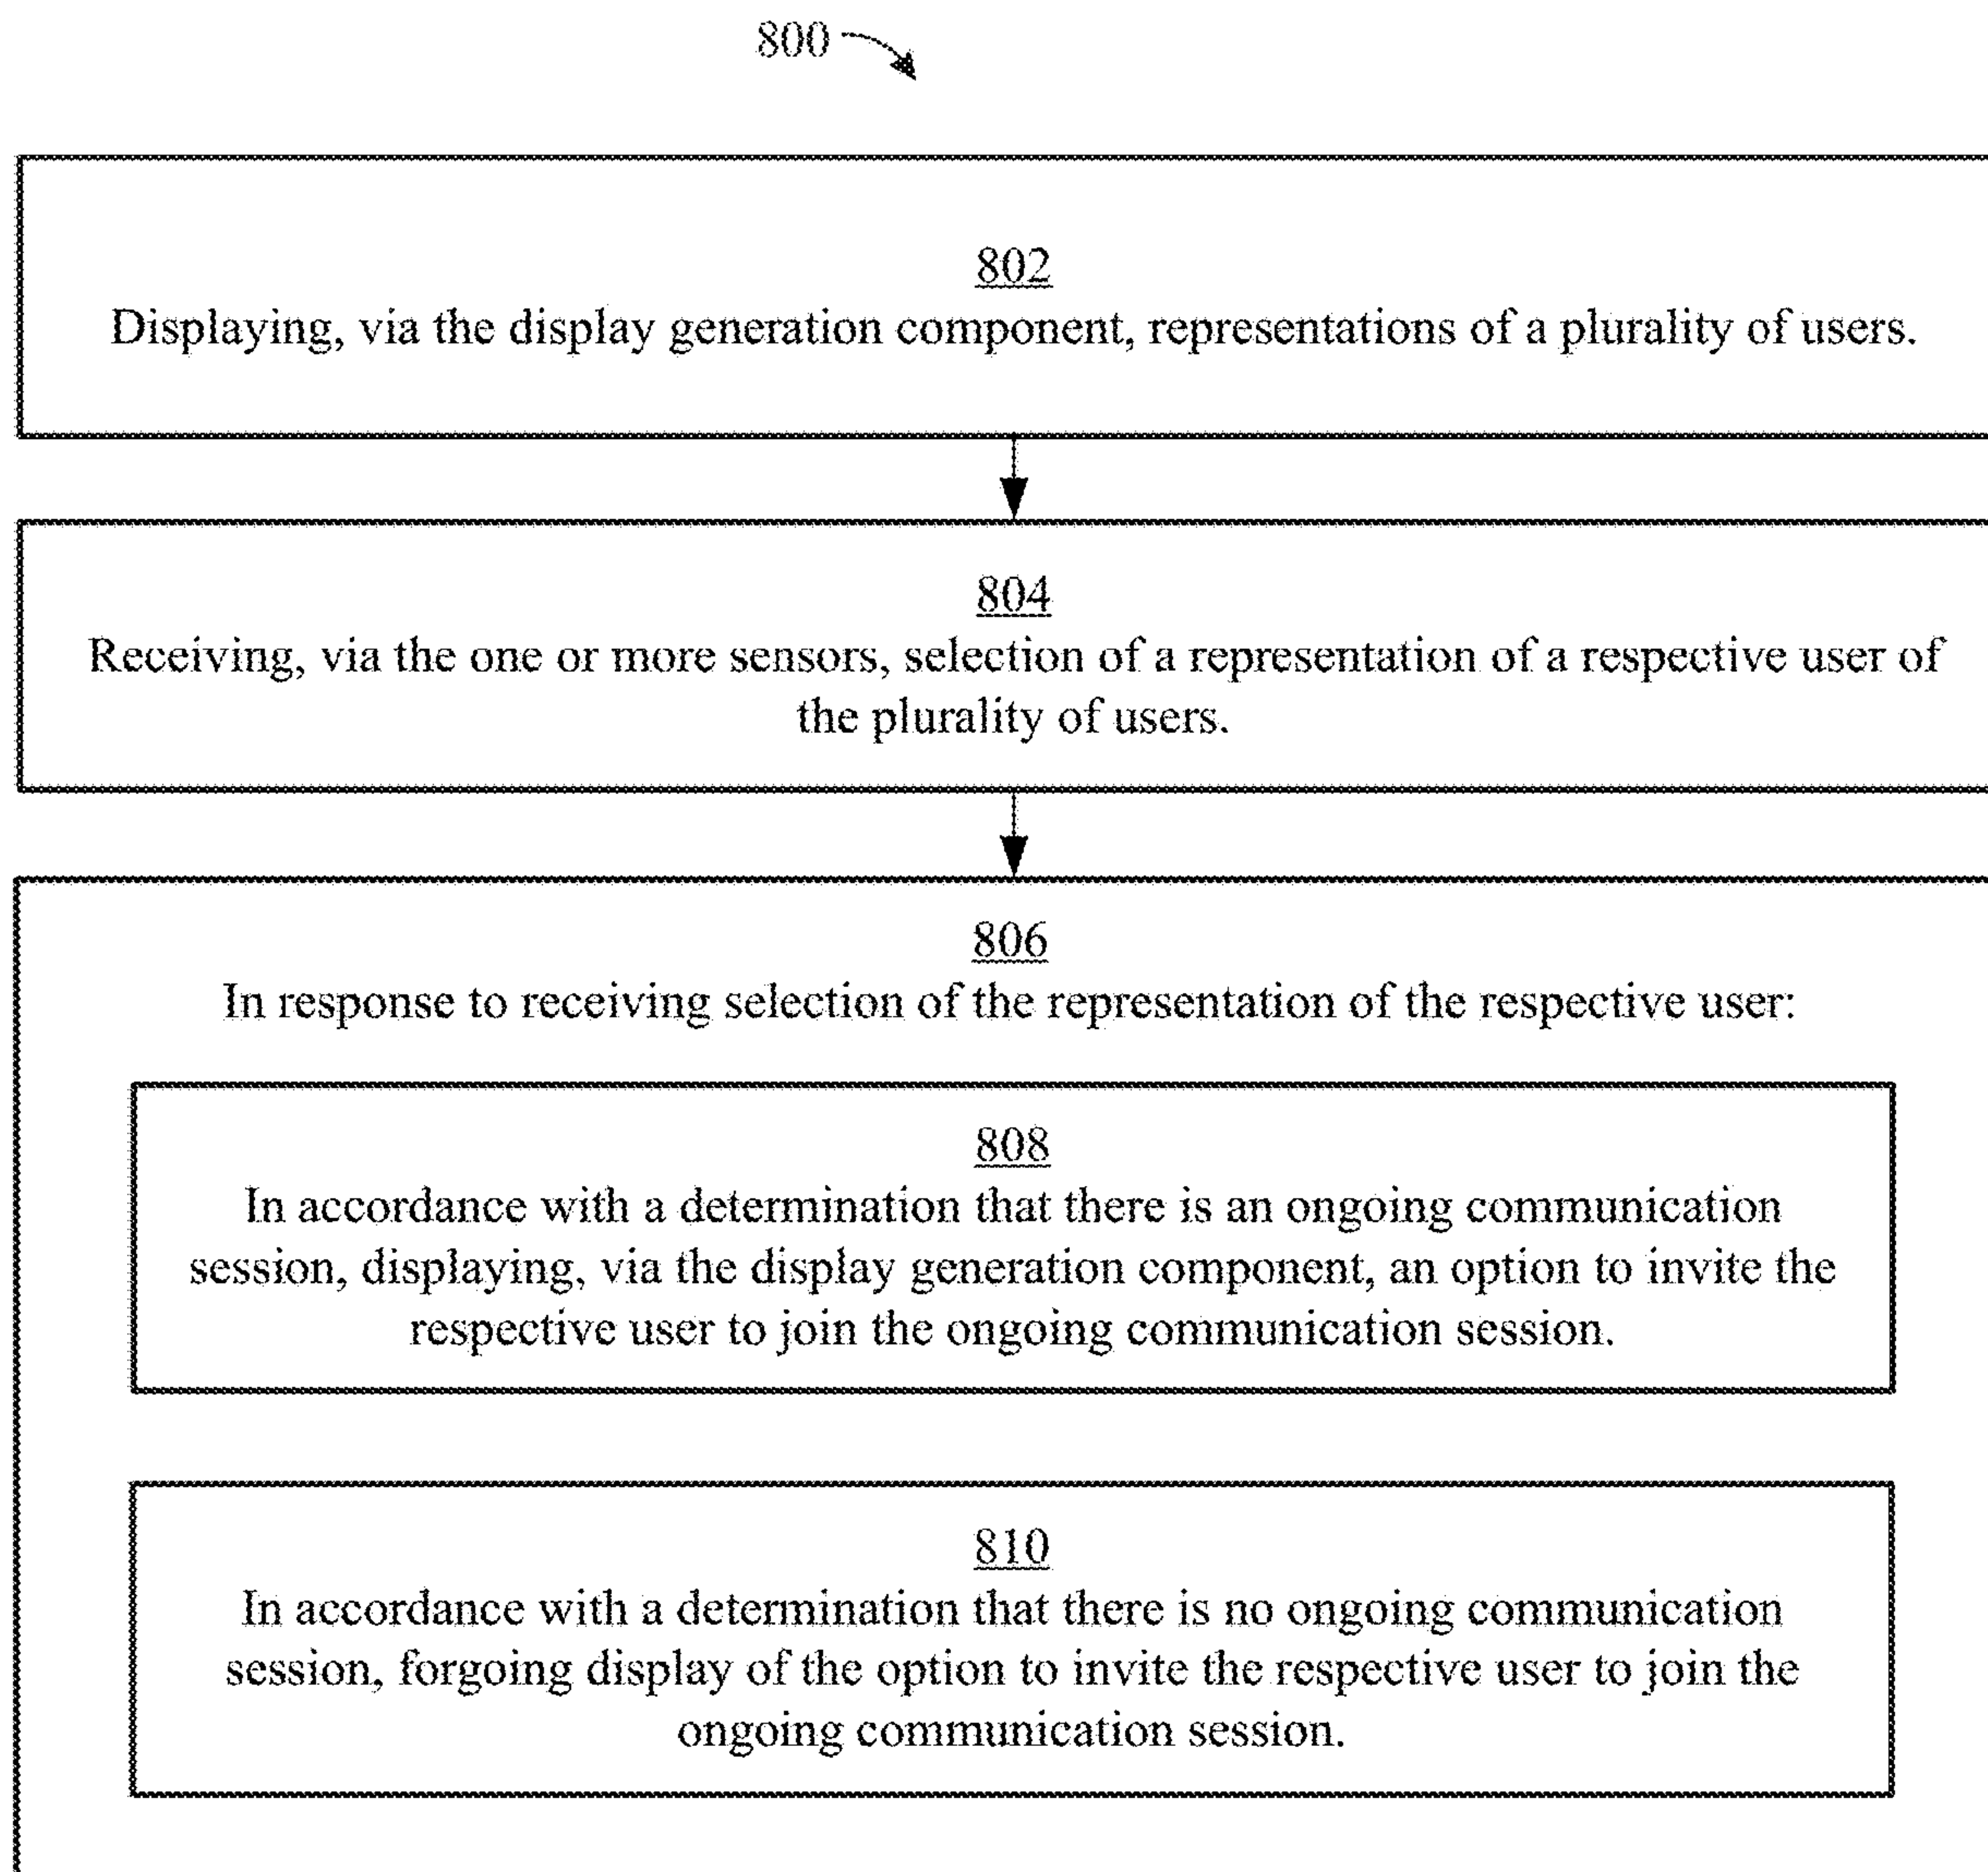 800
802
Displaying, via the display generation component, representations of a plurality of users.
804
Receiving, via the one or more sensors, selection of a representation of a respective user of
the plurality of users.
806
In response to receiving selection of the representation of the respective user:
808
In accordance with a determination that there is an ongoing communication
session, displaying, via the display generation component, an option to invite the
respective user to join the ongoing communication session.
810
In accordance with a determination that there is no ongoing communication
session, forgoing display of the option to invite the respective user to join the
ongoing communication session.